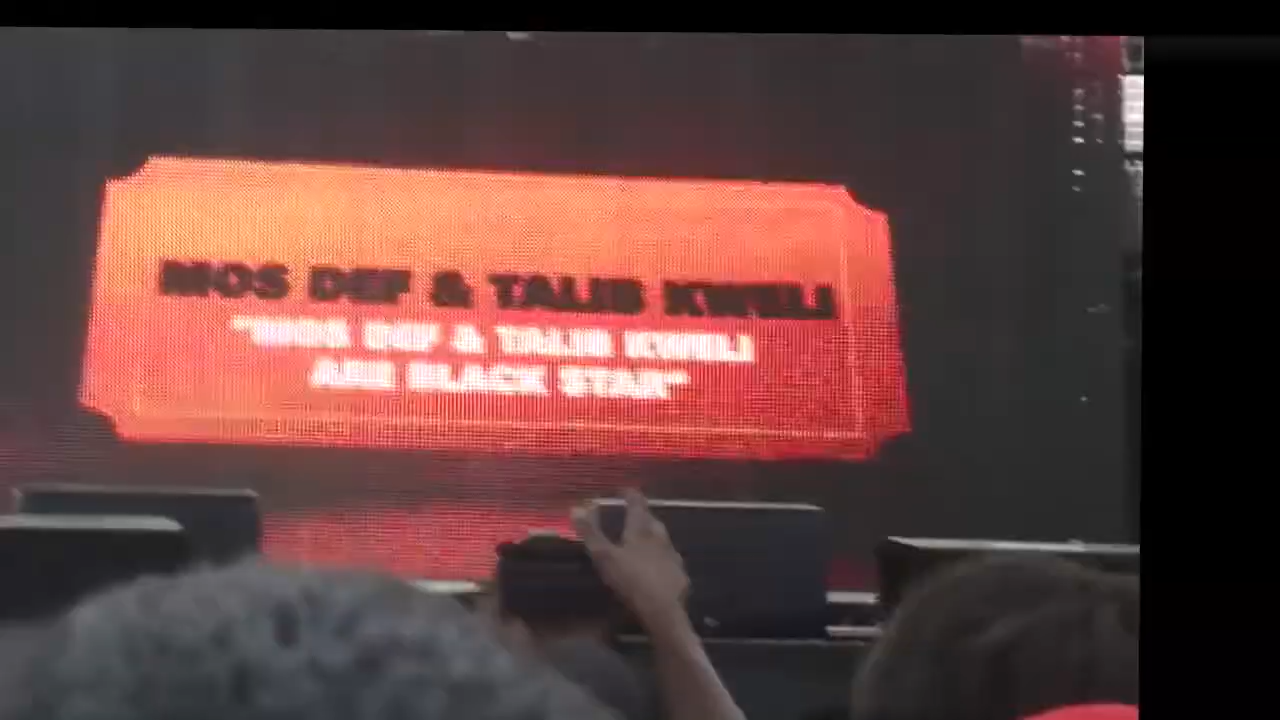 MOS DEF & TALIB KWELI
"MOS DEF & TALIB KWELI
ARE BLACK STAR"